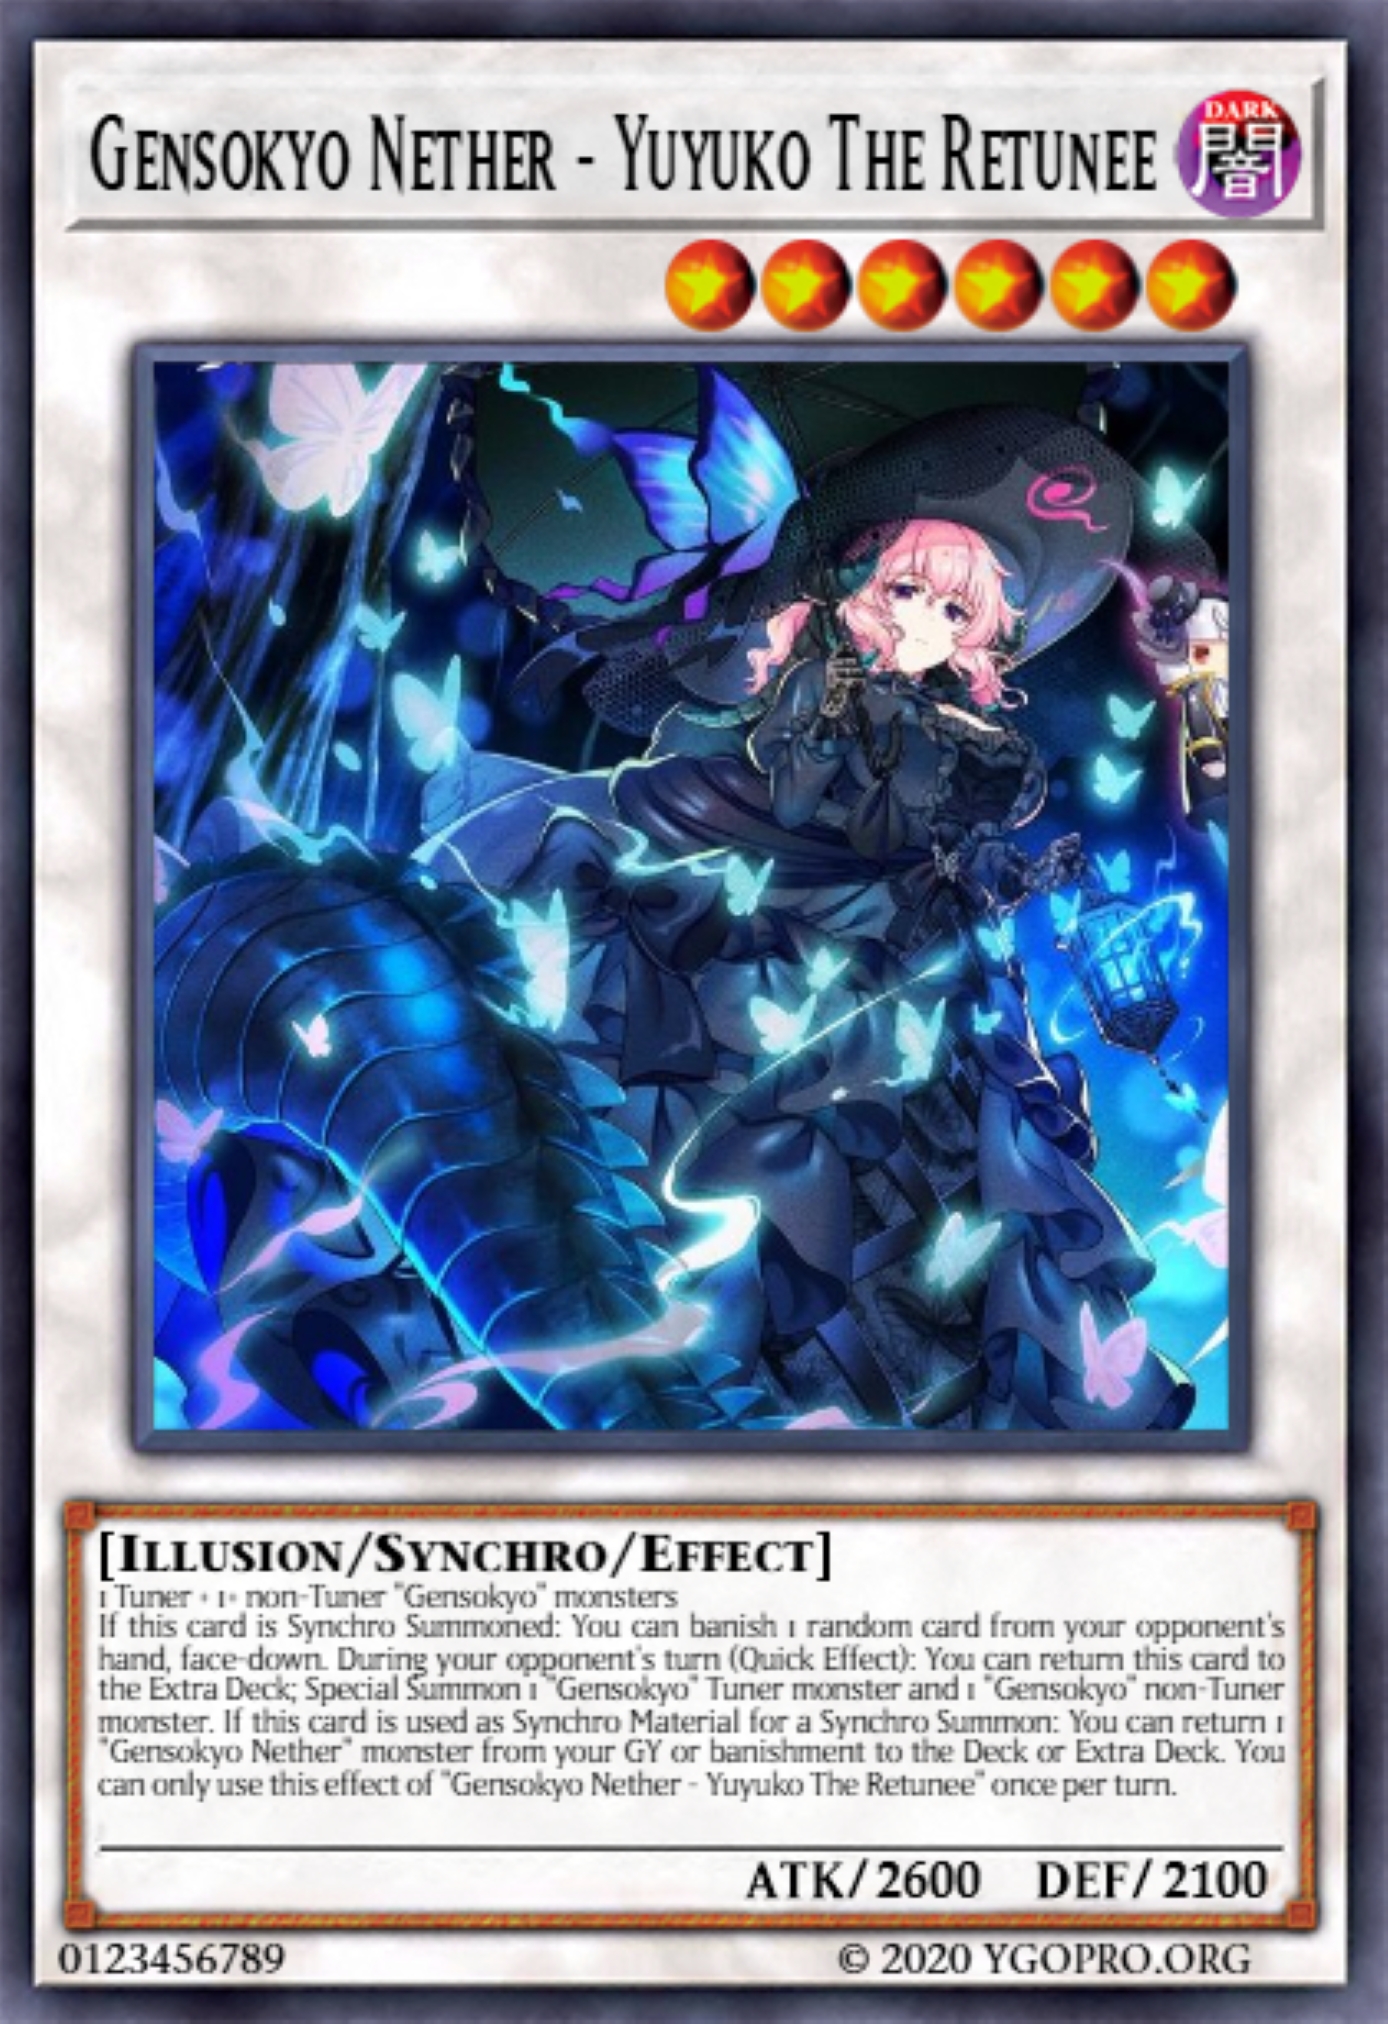 Gensokyo Nether - Yuyuko The Retunee
DARK
闇
[Illusion/Synchro/Effect]
1 Tuner + 1+ non-Tuner "Gensokyo" monsters
If this card is Synchro Summoned: You can banish 1 random card from your opponent's
hand, face-down. During your opponent's turn (Quick Effect): You can return this card to
the Extra Deck; Special Summon 1 "Gensokyo" Tuner monster and 1 "Gensokyo" non-Tuner
monster. If this card is used as Synchro Material for a Synchro Summon: You can return 1
"Gensokyo Nether" monster from your GY or banishment to the Deck or Extra Deck. You
can only use this effect of "Gensokyo Nether - Yuyuko The Retunee" once per turn.
ATK/2600 DEF/2100
0123456789 © 2020 YGOPRO.ORG